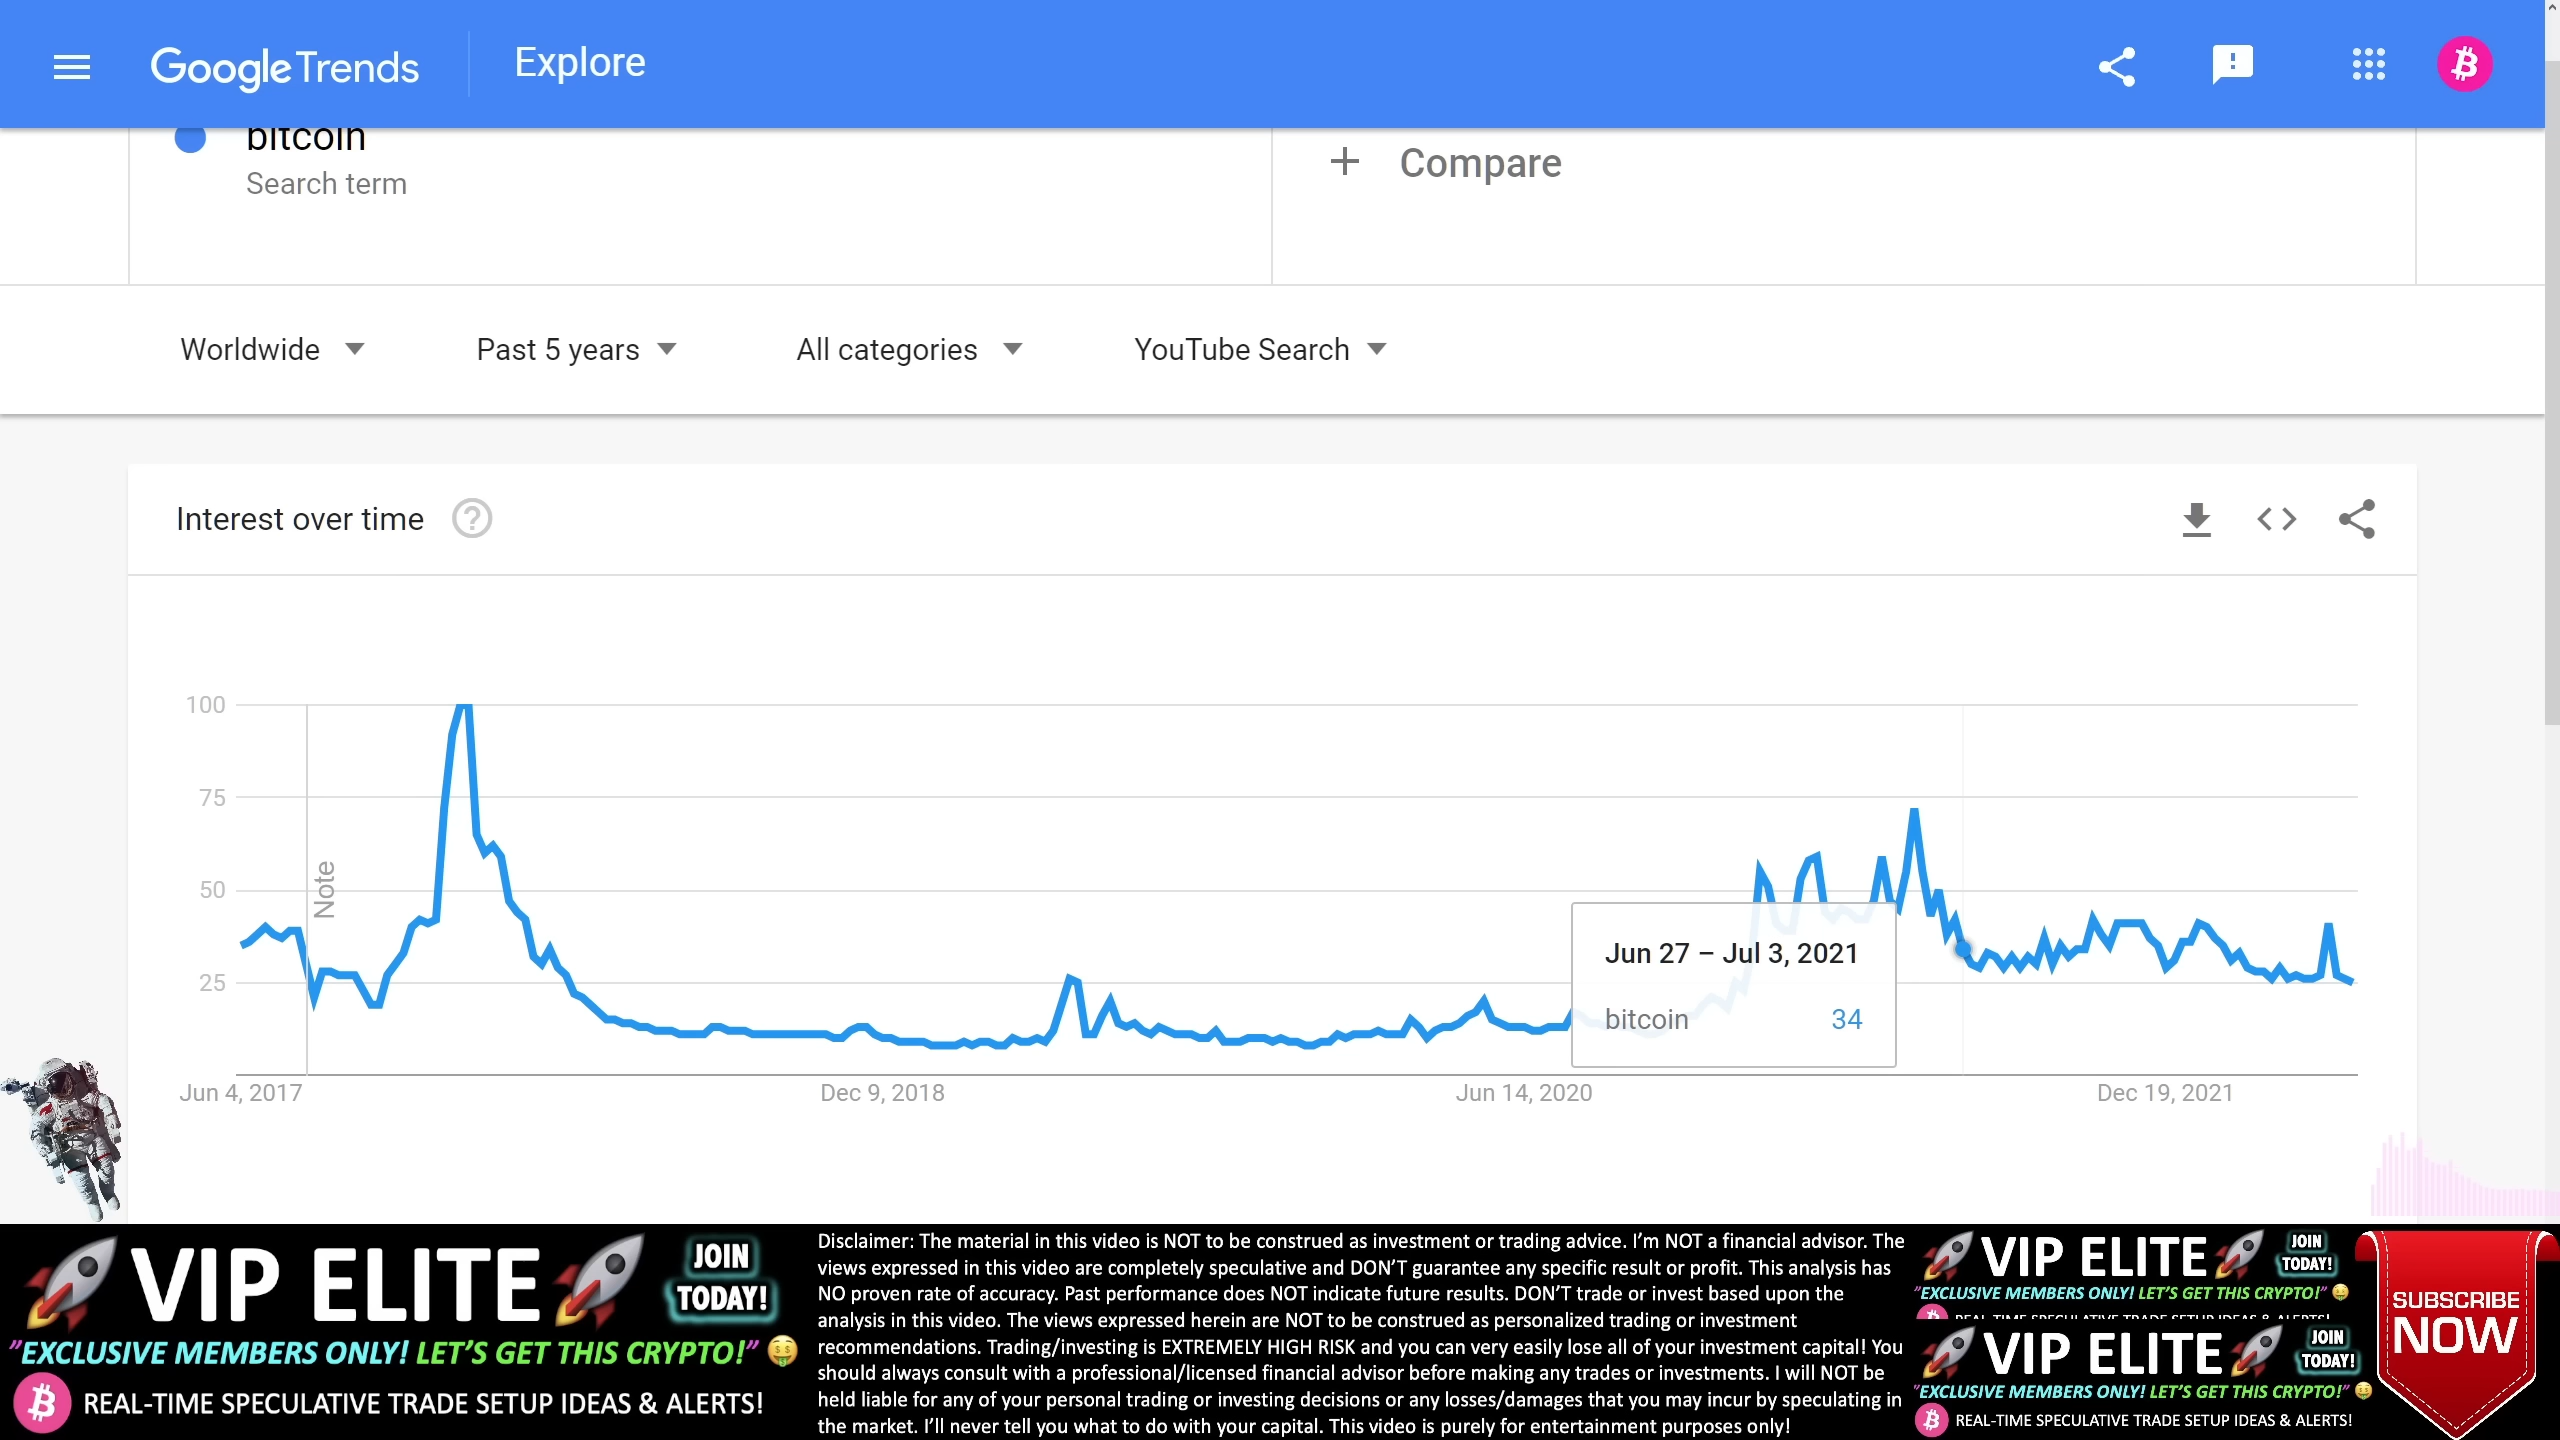 Google Trends
Explore
bitcoin
Search term
+ Compare
Worldwide
Past 5 years
All categories
YouTube Search
Interest over time
100
75
50
25
Note
Jun 27 – Jul 3, 2021
bitcoin 34
Jun 4, 2017
Dec 9, 2018
Jun 14, 2020
Dec 19, 2021
VIP ELITE
JOIN
TODAY!
"EXCLUSIVE MEMBERS ONLY! LET'S GET THIS CRYPTO!"
REAL-TIME SPECULATIVE TRADE SETUP IDEAS & ALERTS!
Disclaimer: The material in this video is NOT to be construed as investment or trading advice. I'm NOT a financial advisor. The
views expressed in this video are completely speculative and DON'T guarantee any specific result or profit. This analysis has
NO proven rate of accuracy. Past performance does NOT indicate future results. DON'T trade or invest based upon the
analysis in this video. The views expressed herein are NOT to be construed as personalized trading or investment
recommendations. Trading/investing is EXTREMELY HIGH RISK and you can very easily lose all of your investment capital! You
should always consult with a professional/licensed financial advisor before making any trades or investments. I will NOT be
held liable for any of your personal trading or investing decisions or any losses/damages that you may incur by speculating in
the market. I'll never tell you what to do with your capital. This video is purely for entertainment purposes only!
VIP ELITE
JOIN
TODAY!
"EXCLUSIVE MEMBERS ONLY! LET'S GET THIS CRYPTO!"
REAL-TIME SPECULATIVE TRADE SETUP IDEAS & ALERTS!
VIP ELITE
JOIN
TODAY!
"EXCLUSIVE MEMBERS ONLY! LET'S GET THIS CRYPTO!"
REAL-TIME SPECULATIVE TRADE SETUP IDEAS & ALERTS!
SUBSCRIBE
NOW